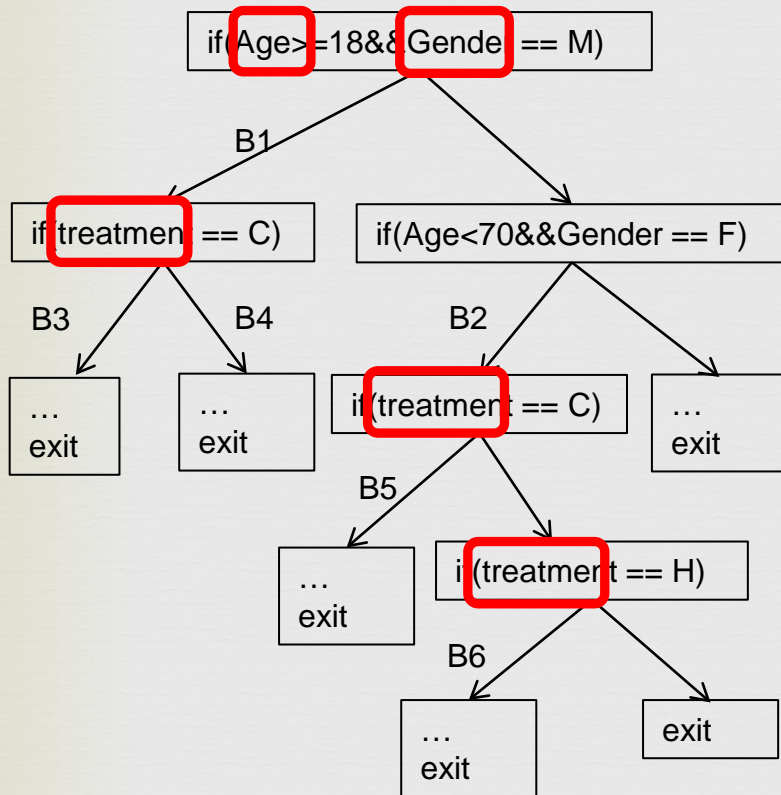 if(Age>=18&&Gender == M)
B1
if(treatment == C)
if(Age<70&&Gender == F)
B3
B4
B2
…
exit
…
exit
if(treatment == C)
…
exit
B5
…
exit
if(treatment == H)
B6
…
exit
exit